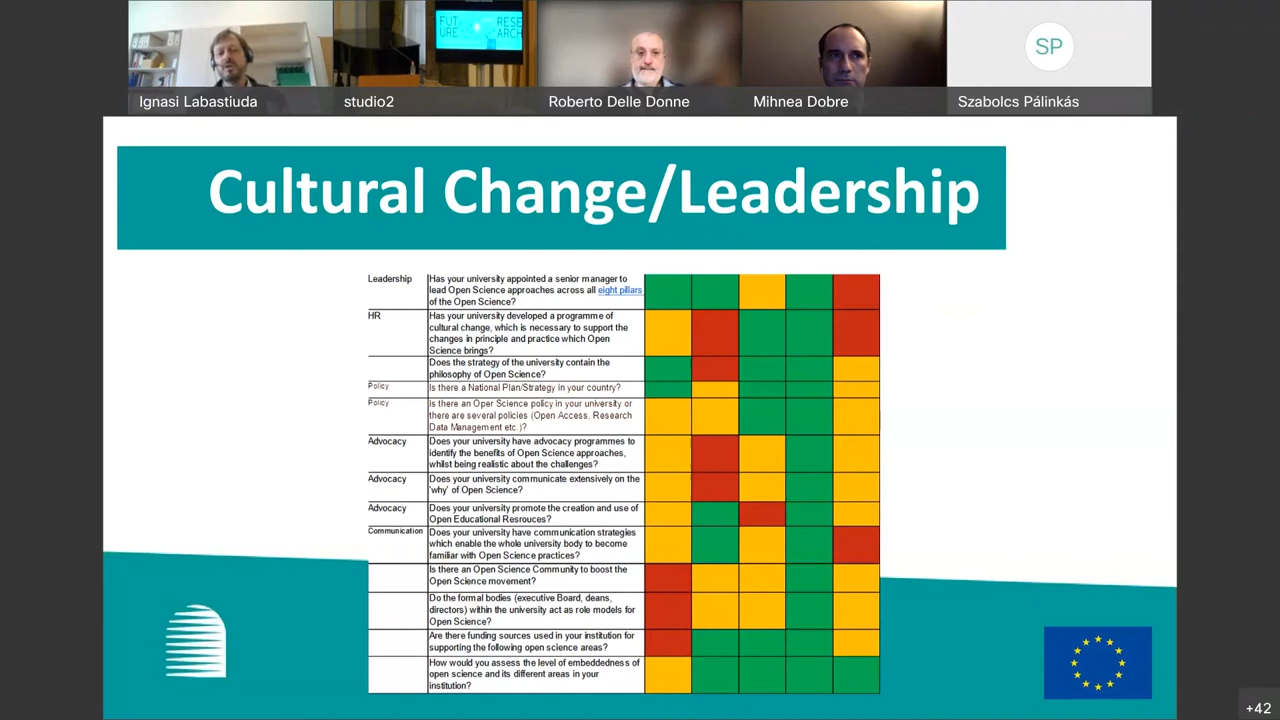 FUT
URE
RESE
ARCH
SP
Ignasi Labastiuda
studio2
Roberto Delle Donne
Mihnea Dobre
Szabolcs Pálinkás
Cultural Change/Leadership
Leadership
Has your university appointed a senior manager to
lead Open Science approaches across all eight pillars
of the Open Science?
HR
Has your university developed a programme of
cultural change, which is necessary to support the
changes in principle and practice which Open
Science brings?
Does the strategy of the university contain the
philosophy of Open Science?
Policy
Is there a National Plan/Strategy in your country?
Policy
Is there an Oper Science policy in your university or
there are several policies (Open Access, Research
Data Management etc.)?
Advocacy
Does your university have advocacy programmes to
identify the benefits of Open Science approaches,
whilst being realistic about the challenges?
Advocacy
Does your university communicate extensively on the
'why' of Open Science?
Advocacy
Does your university promote the creation and use of
Open Educational Resrouces?
Communication
Does your university have communication strategies
which enable the whole university body to become
familiar with Open Science practices?
Is there an Open Science Community to boost the
Open Science movement?
Do the formal bodies (executive Board, deans,
directors) within the university act as role models for
Open Science?
Are there funding sources used in your institution for
supporting the following open science areas?
How would you assess the level of embeddedness of
open science and its different areas in your
institution?
+42